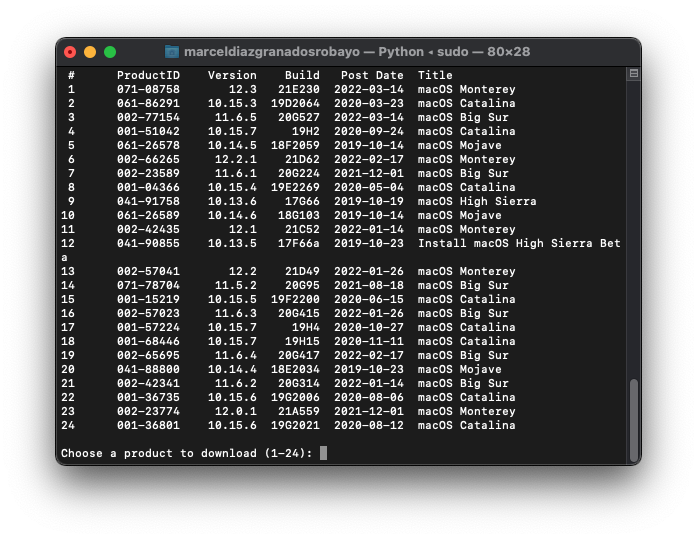 marceldiazgranadosrobayo — Python ◂ sudo — 80×28
# ProductID Version Build Post Date Title
1 071-08758 12.3 21E230 2022-03-14 macOS Monterey
2 061-86291 10.15.3 19D2064 2020-03-23 macOS Catalina
3 002-77154 11.6.5 20G527 2022-03-14 macOS Big Sur
4 001-51042 10.15.7 19H2 2020-09-24 macOS Catalina
5 061-26578 10.14.5 18F2059 2019-10-14 macOS Mojave
6 002-66265 12.2.1 21D62 2022-02-17 macOS Monterey
7 002-23589 11.6.1 20G224 2021-12-01 macOS Big Sur
8 001-04366 10.15.4 19E2269 2020-05-04 macOS Catalina
9 041-91758 10.13.6 17G66 2019-10-19 macOS High Sierra
10 061-26589 10.14.6 18G103 2019-10-14 macOS Mojave
11 002-42435 12.1 21C52 2022-01-14 macOS Monterey
12 041-90855 10.13.5 17F66a 2019-10-23 Install macOS High Sierra Bet
a
13 002-57041 12.2 21D49 2022-01-26 macOS Monterey
14 071-78704 11.5.2 20G95 2021-08-18 macOS Big Sur
15 001-15219 10.15.5 19F2200 2020-06-15 macOS Catalina
16 002-57023 11.6.3 20G415 2022-01-26 macOS Big Sur
17 001-57224 10.15.7 19H4 2020-10-27 macOS Catalina
18 001-68446 10.15.7 19H15 2020-11-11 macOS Catalina
19 002-65695 11.6.4 20G417 2022-02-17 macOS Big Sur
20 041-88800 10.14.4 18E2034 2019-10-23 macOS Mojave
21 002-42341 11.6.2 20G314 2022-01-14 macOS Big Sur
22 001-36735 10.15.6 19G2006 2020-08-06 macOS Catalina
23 002-23774 12.0.1 21A559 2021-12-01 macOS Monterey
24 001-36801 10.15.6 19G2021 2020-08-12 macOS Catalina
Choose a product to download (1-24):